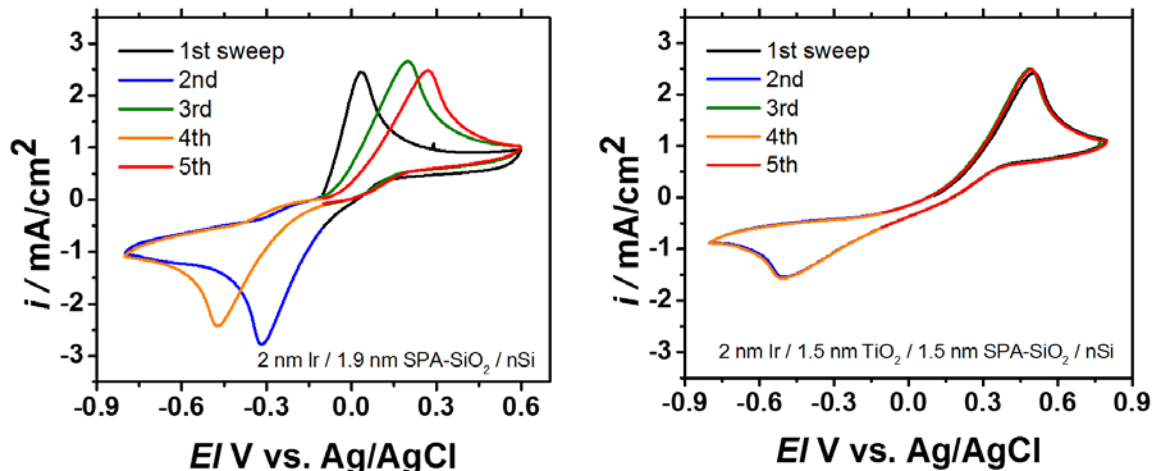 3
2
1
0
-1
-2
-3
i / mA/cm²
1st sweep
2nd
3rd
4th
5th
2 nm Ir / 1.9 nm SPA-SiO₂ / nSi
-0.9 -0.6 -0.3 0.0 0.3 0.6
E/ V vs. Ag/AgCl
3
2
1
0
-1
-2
-3
i / mA/cm²
1st sweep
2nd
3rd
4th
5th
2 nm Ir / 1.5 nm TiO₂ / 1.5 nm SPA-SiO₂ / nSi
-0.9 -0.6 -0.3 0.0 0.3 0.6 0.9
E/ V vs. Ag/AgCl